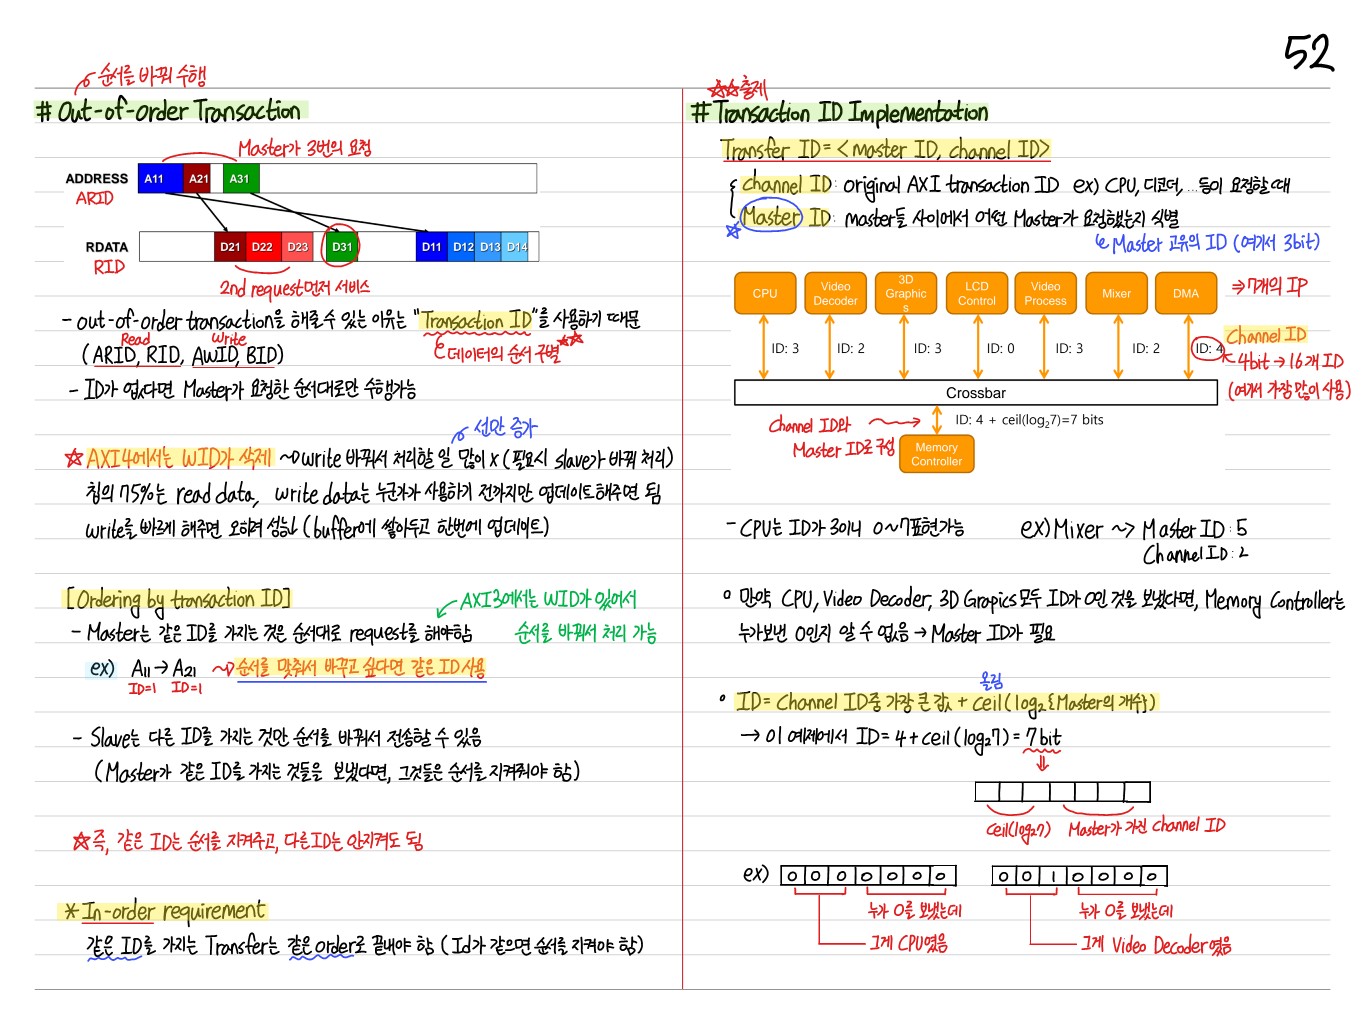 52
순서를 바꿔 수행
# Out-of-order Transaction
Master가 3번의 요청
ADDRESS A11 A21 A31
ARID
RDATA D21 D22 D23 D31 D11 D12 D13 D14
RID
2nd request먼저 서비스
- out-of-order transaction을 해줄수 있는 이유는 "Transaction ID"를 사용하기 때문
Read Write
(ARID, RID, AWID, BID)
데이터의 순서 구별 ☆☆
- ID가 없다면 Master가 요청한 순서대로만 수행가능
선만 증가
☆ AXI4에서는 WID가 삭제 ~> write 바꿔서 처리할 일 많이 x (필요시 slave가 바꿔 처리)
칩의 75%는 read data, write data는 누군가가 사용하기 전까지만 업데이트해주면 됨
write를 빠르게 해주면 오히려 성능↓ (buffer에 쌓아두고 한번에 업데이트)
[Ordering by transaction ID]
AXI3에서는 WID가 있어서
순서를 바꿔서 처리 가능
- Master는 같은 ID를 가지는 것은 순서대로 request를 해야함
ex) A11 → A21 ~> 순서를 맞춰서 바꾸고 싶다면 같은 ID 사용
ID=1 ID=1
- Slave는 다른 ID를 가지는 것만 순서를 바꿔서 전송할 수 있음
(Master가 같은 ID를 가지는 것들을 보냈다면, 그것들은 순서를 지켜줘야 함)
☆ 즉, 같은 ID는 순서를 지켜주고, 다른ID는 안지켜도 됨
* In-order requirement
같은 ID를 가지는 Transfer는 같은 order로 끝내야 함 (Id가 같으면 순서를 지켜야 함)
☆☆출제
# Transaction ID Implementation
Transfer ID = <master ID, channel ID>
channel ID: original AXI transaction ID ex) CPU, 디코더, ... 등이 요청할 때
☆ Master ID: master들 사이에서 어떤 Master가 요청했는지 식별
↳ Master 고유의 ID (여기서 3bit)
CPU Video Decoder 3D Graphics LCD Control Video Process Mixer DMA
⇒ 7개의 IP
ID: 3 ID: 2 ID: 3 ID: 0 ID: 3 ID: 2 ID: 4
Channel ID
4bit → 16개 ID
(여기서 가장 많이 사용)
Crossbar
Channel ID와
Master ID로 구성
ID: 4 + ceil(log₂7)=7 bits
Memory Controller
- CPU는 ID가 3이니 0~7표현가능
ex) Mixer ~> Master ID: 5
Channel ID: 2
o 만약 CPU, Video Decoder, 3D Grapics 모두 ID가 0인 것을 보냈다면, Memory Controller는
누가보낸 0인지 알 수 없음 → Master ID가 필요
올림
o ID = Channel ID중 가장 큰 값 + ceil(log₂{Master의 개수})
→ 이 예제에서 ID = 4+ceil(log₂7) = 7bit
ceil(log₂7) Master가 가진 channel ID
ex) 0 0 0 0 0 0 0
누가 0를 보냈는데
그게 CPU였음
0 0 1 0 0 0 0
누가 0를 보냈는데
그게 Video Decoder 였음